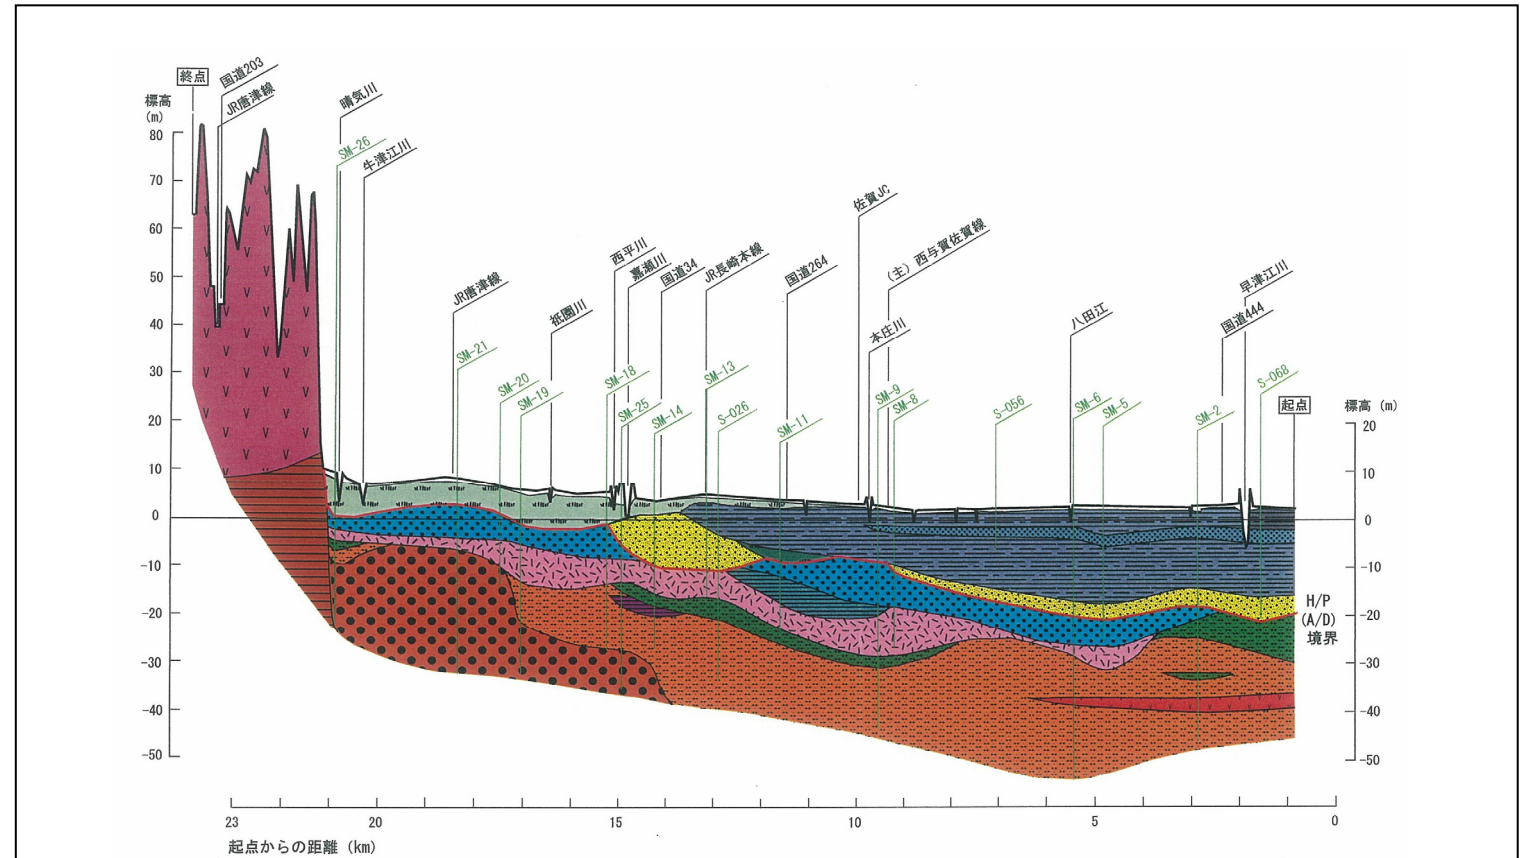 終点
国道203
JR唐津線
標高
(m)
晴気川
SM-26
牛津江川
JR唐津線
SM-21
SM-20
SM-19
祇園川
西平川
嘉瀬川
国道34
JR長崎本線
SM-18
SM-25
SM-14
SM-13
S-026
国道264
SM-11
佐賀JC
(主) 西与賀佐賀線
本庄川
SM-9
SM-8
S-056
八田江
SM-6
SM-5
早津江川
国道444
SM-2
S-068
起点
標高 (m)
80
70
60
50
40
30
20
10
0
-10
-20
-30
-40
-50
20
10
0
-10
-20
-30
-40
-50
H/P
(A/D)
境界
23
20
15
10
5
0
起点からの距離 (km)